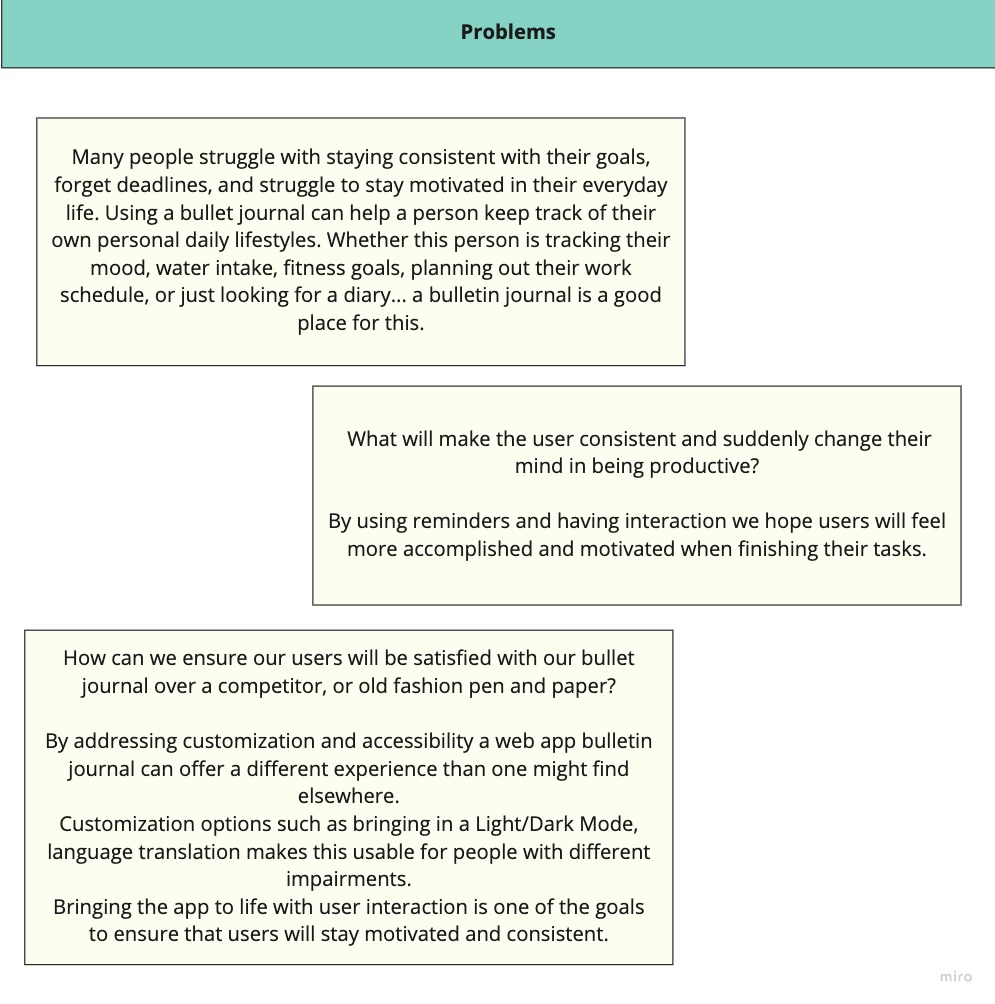 Problems
Many people struggle with staying consistent with their goals,
forget deadlines, and struggle to stay motivated in their everyday
life. Using a bullet journal can help a person keep track of their
own personal daily lifestyles. Whether this person is tracking their
mood, water intake, fitness goals, planning out their work
schedule, or just looking for a diary... a bulletin journal is a good
place for this.
What will make the user consistent and suddenly change their
mind in being productive?
By using reminders and having interaction we hope users will feel
more accomplished and motivated when finishing their tasks.
How can we ensure our users will be satisfied with our bullet
journal over a competitor, or old fashion pen and paper?
By addressing customization and accessibility a web app bulletin
journal can offer a different experience than one might find
elsewhere.
Customization options such as bringing in a Light/Dark Mode,
language translation makes this usable for people with different
impairments.
Bringing the app to life with user interaction is one of the goals
to ensure that users will stay motivated and consistent.
miro